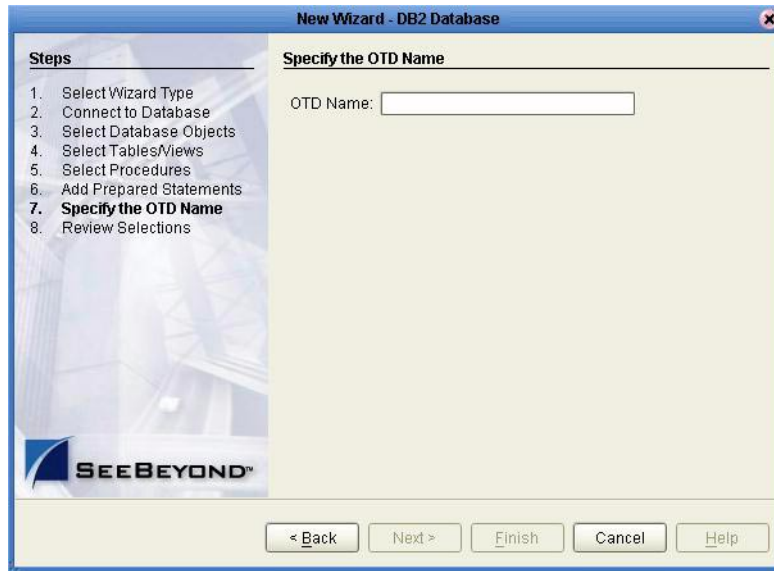 New Wizard - DB2 Database
Steps
1. Select Wizard Type
2. Connect to Database
3. Select Database Objects
4. Select Tables/Views
5. Select Procedures
6. Add Prepared Statements
7. Specify the OTD Name
8. Review Selections
SEEBEYOND™
Specify the OTD Name
OTD Name:
< Back
Next >
Finish
Cancel
Help